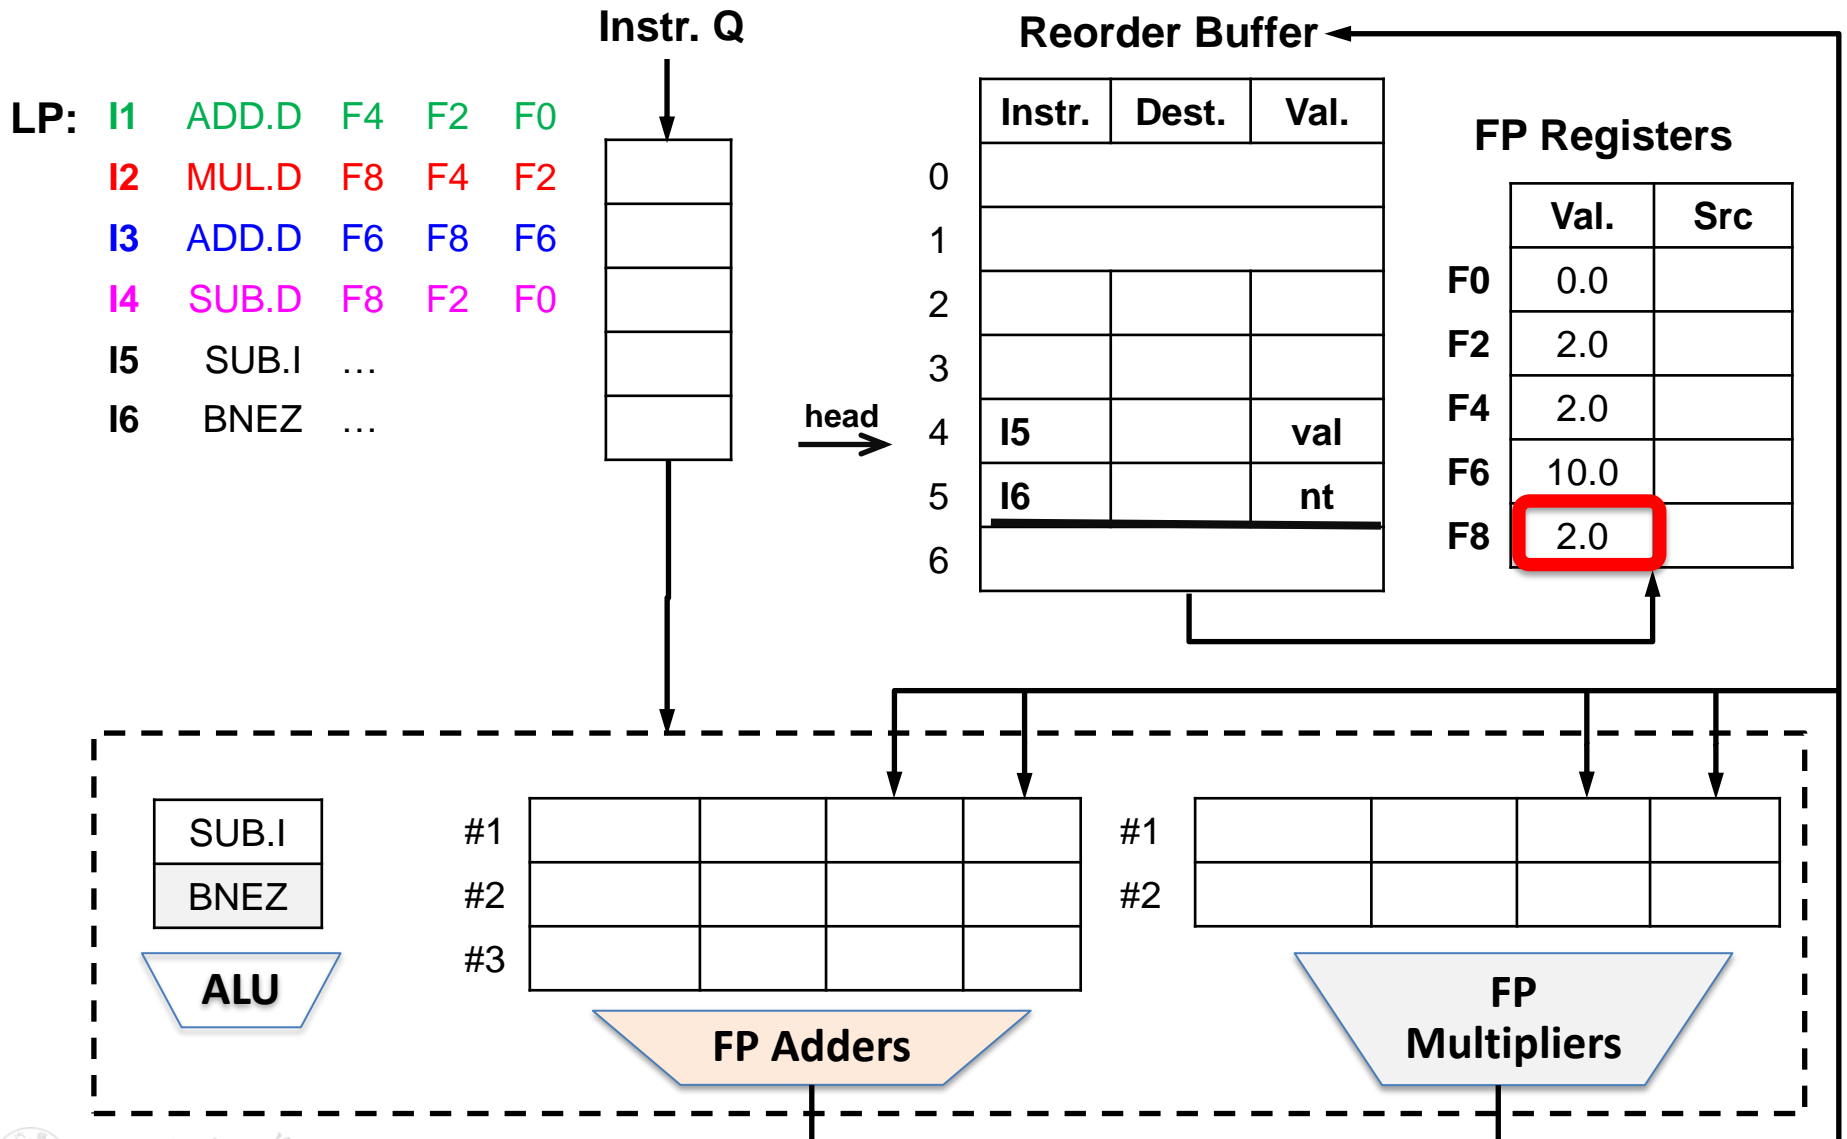 Instr. Q
Reorder Buffer
LP: I1 ADD.D F4 F2 F0
I2 MUL.D F8 F4 F2
I3 ADD.D F6 F8 F6
I4 SUB.D F8 F2 F0
I5 SUB.I …
I6 BNEZ …
head
Instr. Dest. Val.
0
1
2
3
4 I5 val
5 I6 nt
6
FP Registers
Val. Src
F0 0.0
F2 2.0
F4 2.0
F6 10.0
F8 2.0
SUB.I
BNEZ
ALU
#1
#2
#3
FP Adders
#1
#2
FP
Multipliers